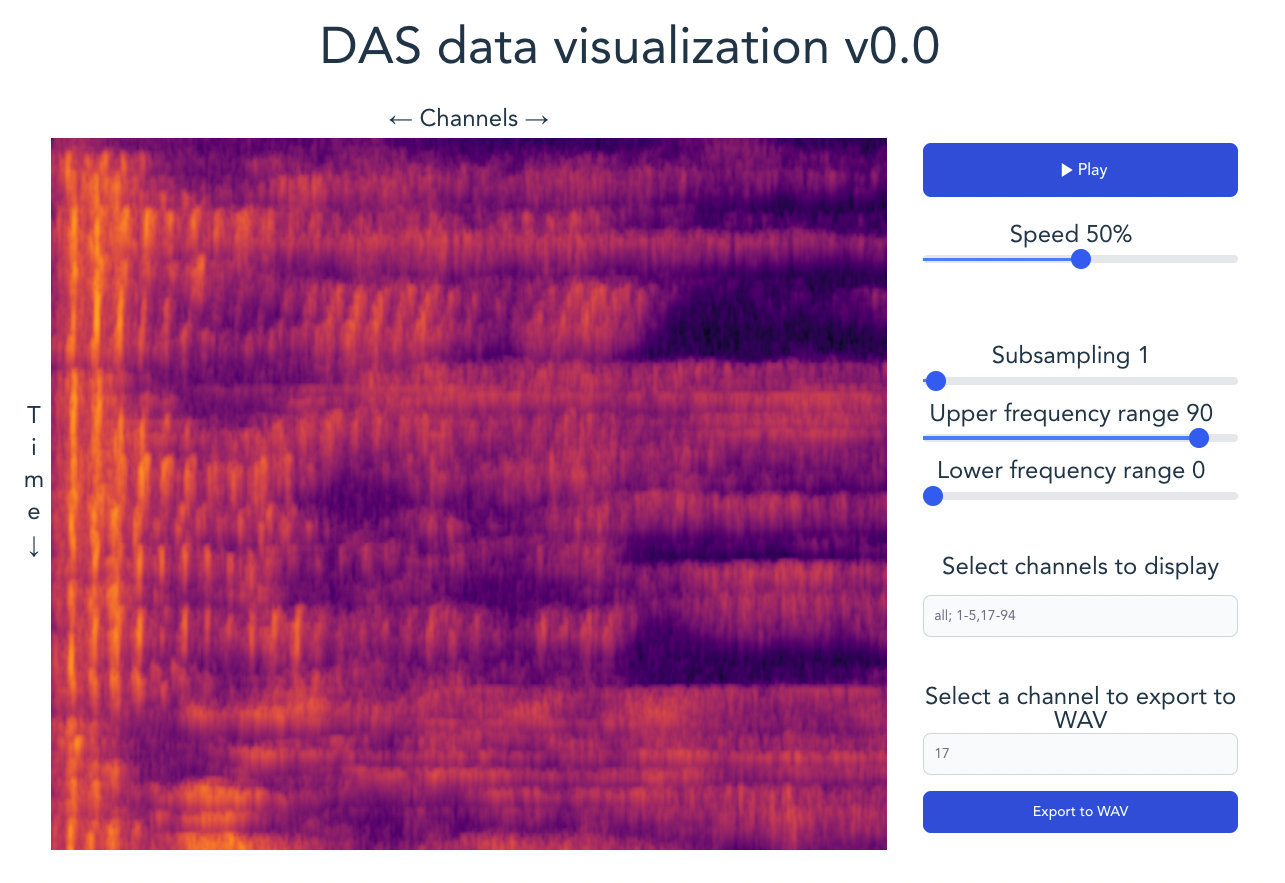 DAS data visualization v0.0
← Channels →
T
i
m
e
↓
▶ Play
Speed 50%
Subsampling 1
Upper frequency range 90
Lower frequency range 0
Select channels to display
all; 1-5,17-94
Select a channel to export to
WAV
17
Export to WAV